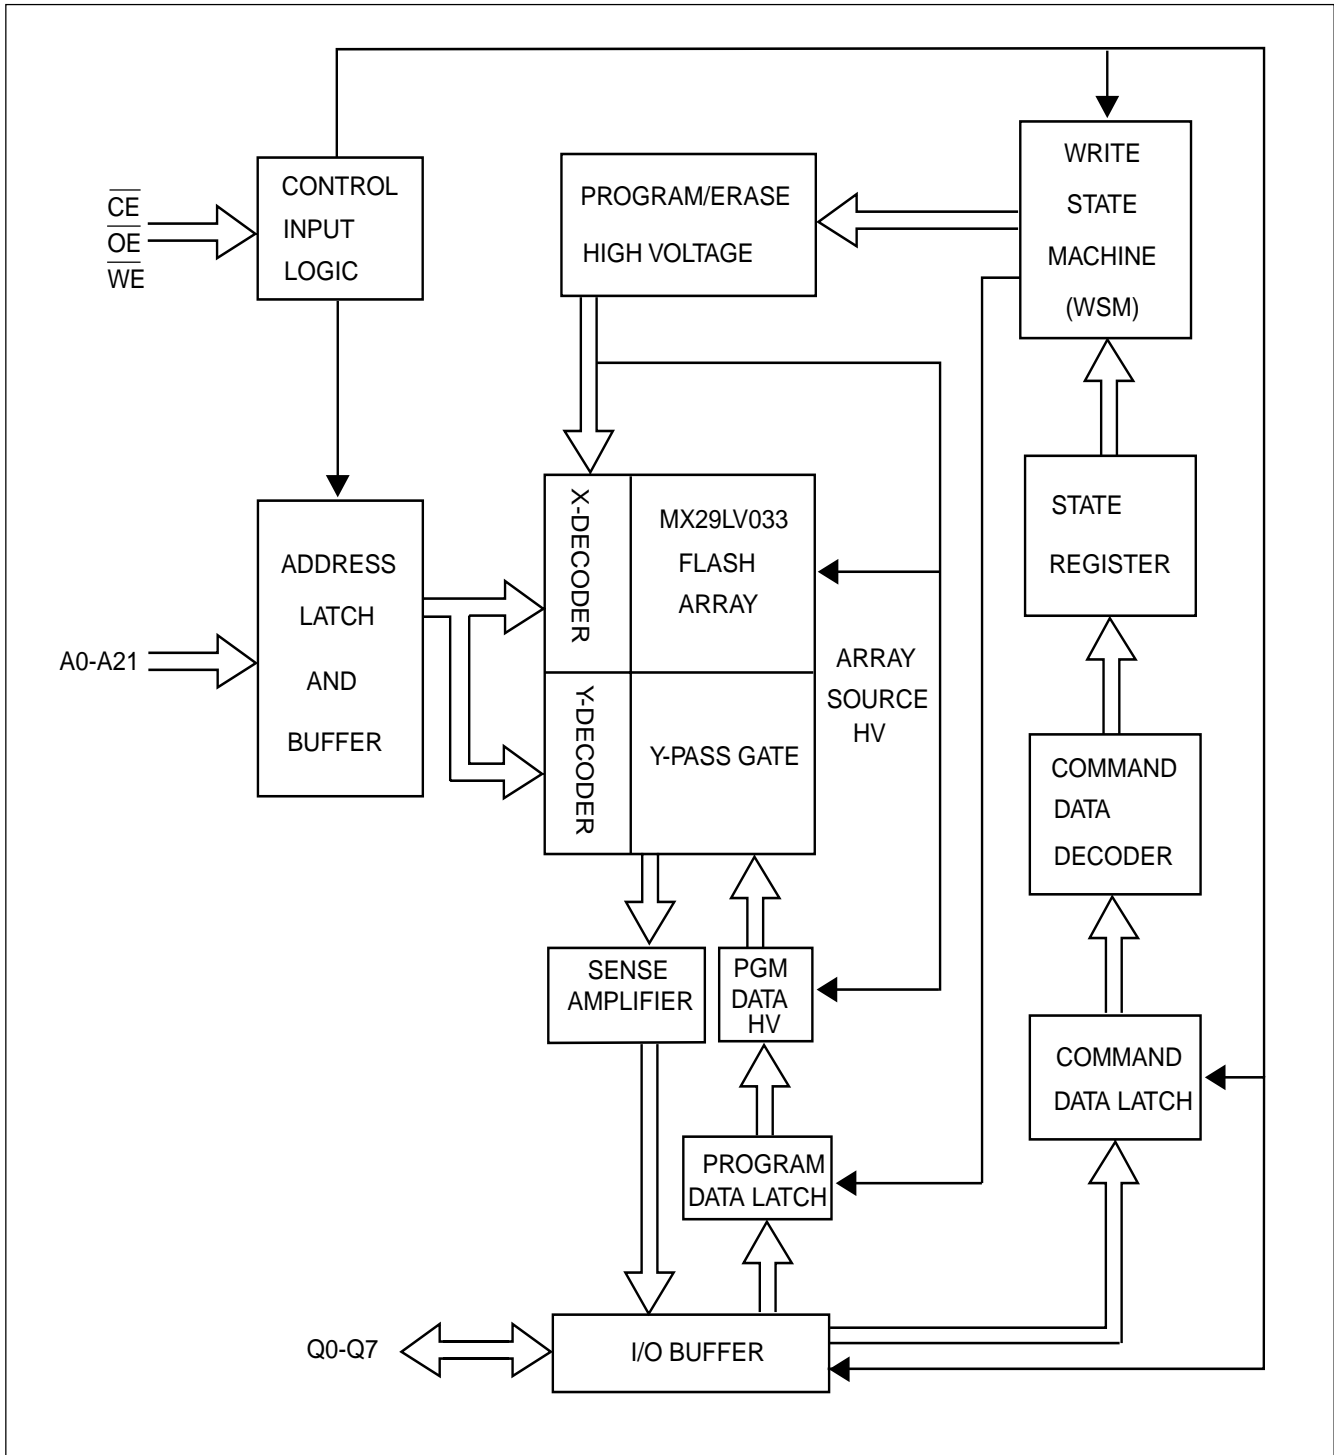 WRITE
STATE
MACHINE
(WSM)
CONTROL
INPUT
LOGIC
PROGRAM/ERASE
HIGH VOLTAGE
CE
OE
WE
STATE
REGISTER
X-DECODER
MX29LV033
FLASH
ARRAY
ADDRESS
LATCH
AND
BUFFER
A0-A21
ARRAY
SOURCE
HV
Y-DECODER
Y-PASS GATE
COMMAND
DATA
DECODER
SENSE
AMPLIFIER
PGM
DATA
HV
COMMAND
DATA LATCH
PROGRAM
DATA LATCH
Q0-Q7
I/O BUFFER